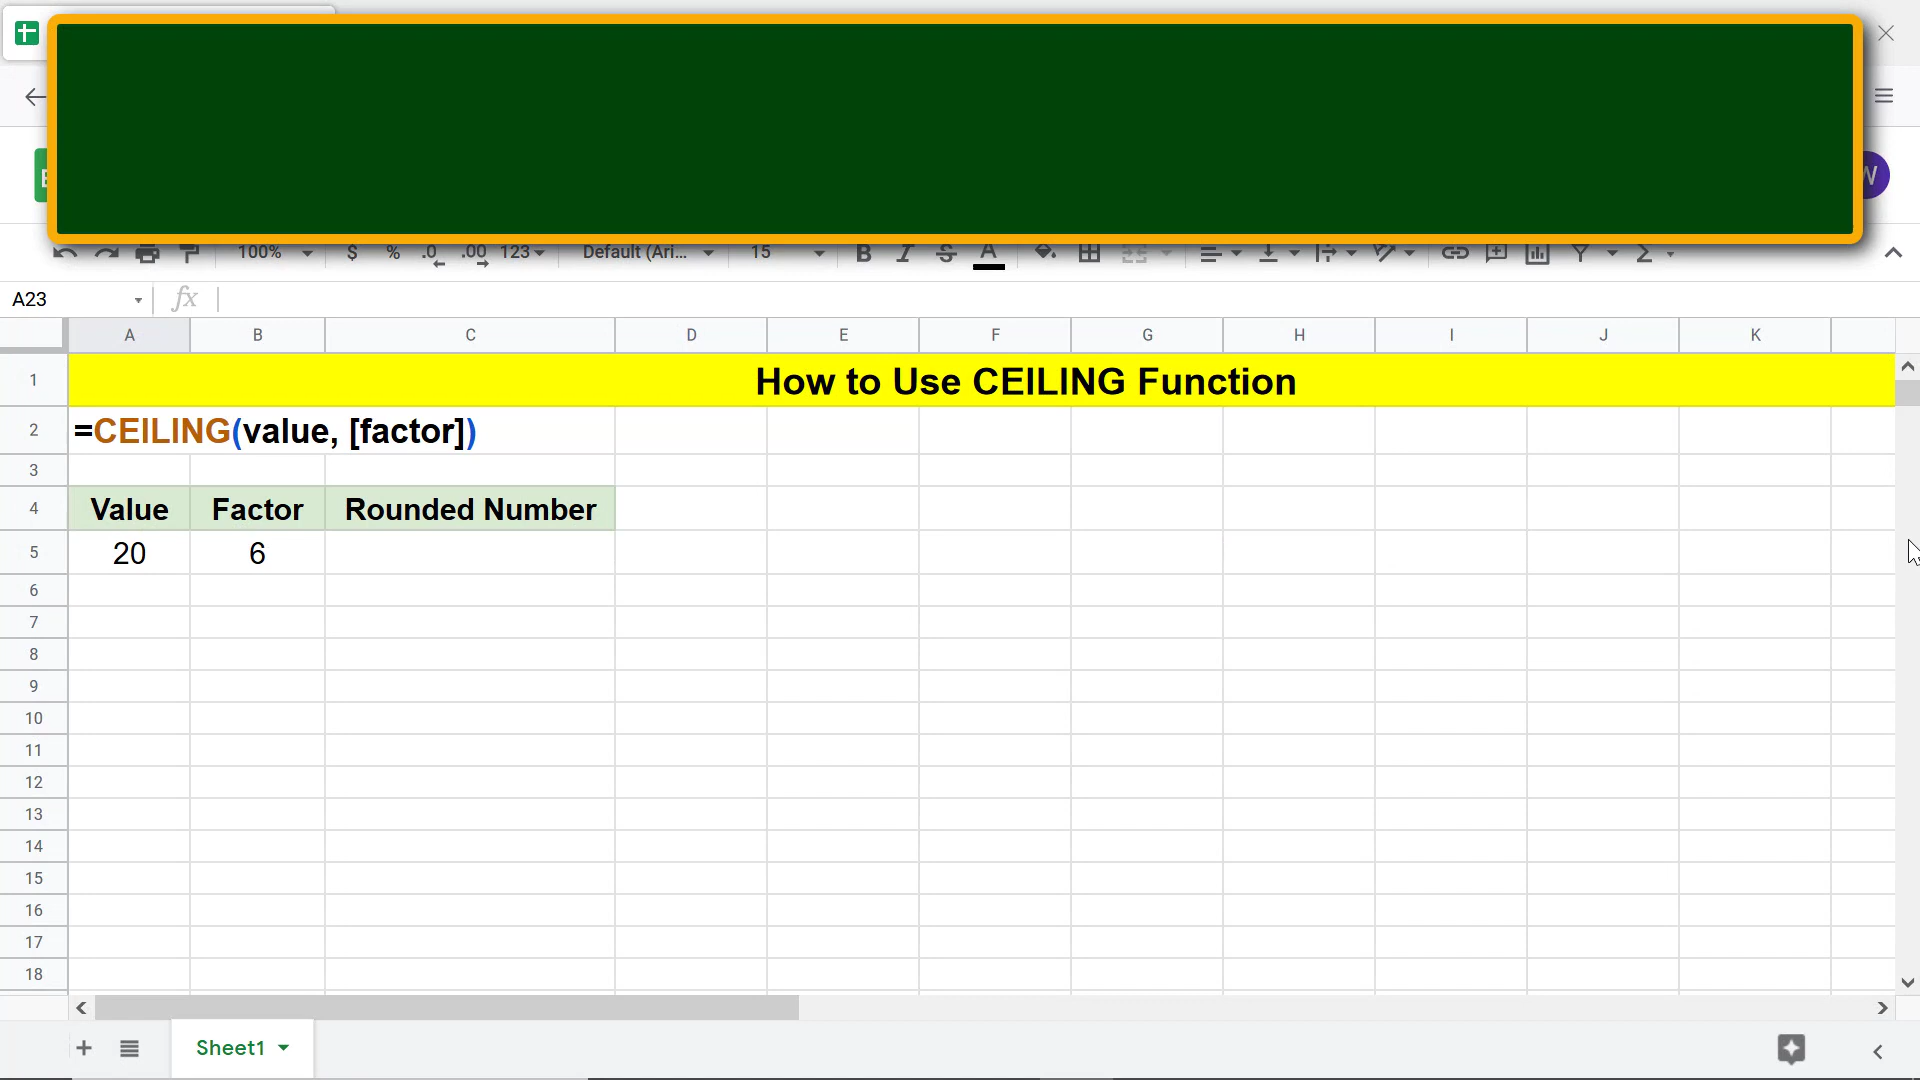 100% $ % .0 .00 123 Default (Ari... 15 B I S A
A23 fx
A B C D E F G H I J K
1 How to Use CEILING Function
2 =CEILING(value, [factor])
3
4 Value Factor Rounded Number
5 20 6
6
7
8
9
10
11
12
13
14
15
16
17
18
Sheet1